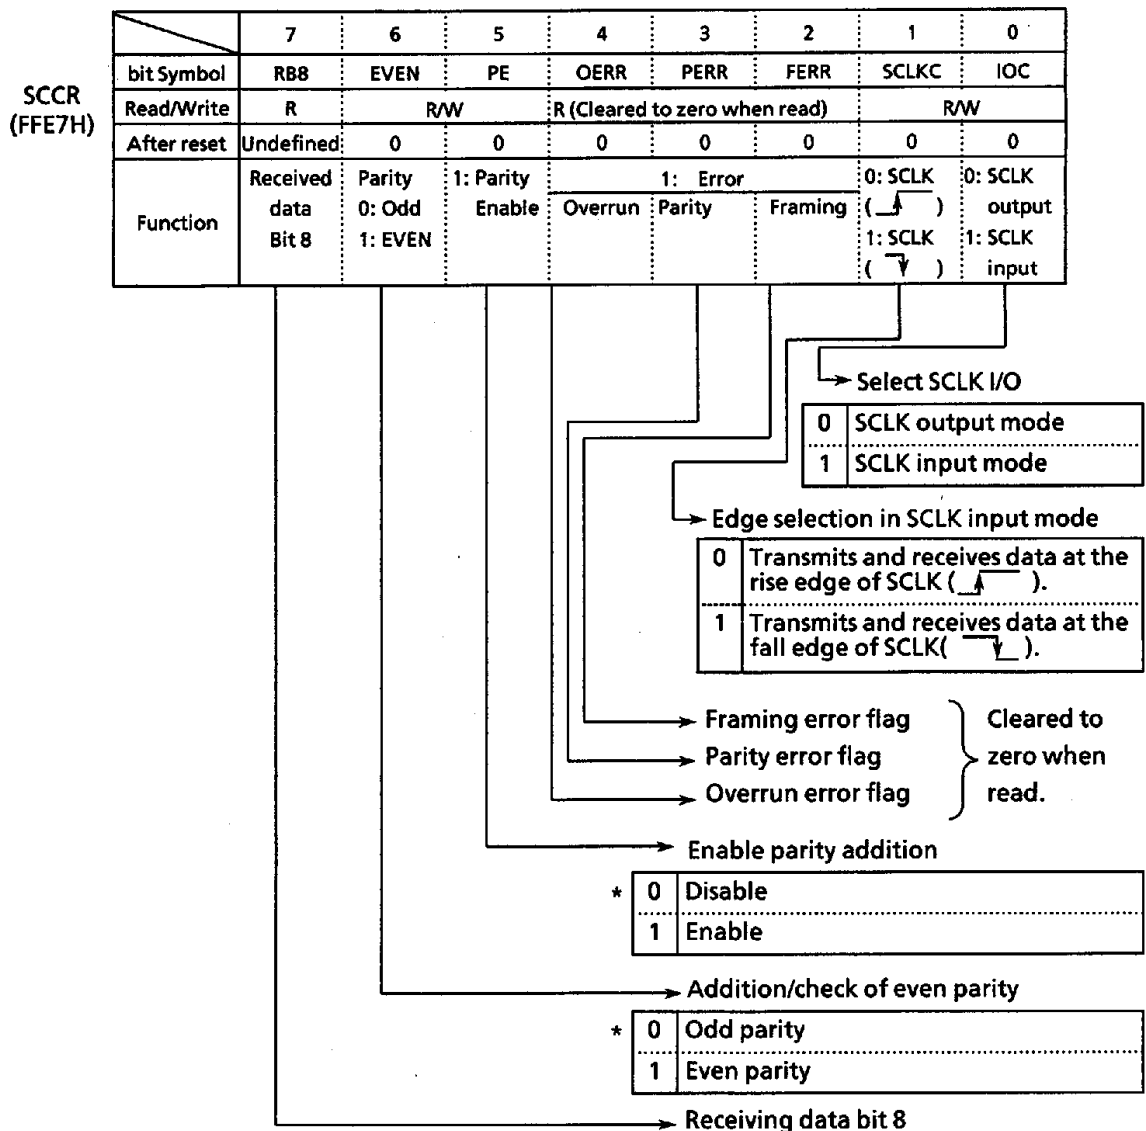 7 6 5 4 3 2 1 0
bit Symbol RB8 EVEN PE OERR PERR FERR SCLKC IOC
SCCR
(FFE7H)
Read/Write R R/W R (Cleared to zero when read) R/W
After reset Undefined 0 0 0 0 0 0 0
Function
Received
data
Bit 8
Parity
0: Odd
1: EVEN
1: Parity
Enable
1: Error
Overrun Parity Framing
0: SCLK
( )
1: SCLK
( )
0: SCLK
output
1: SCLK
input
Select SCLK I/O
0 SCLK output mode
1 SCLK input mode
Edge selection in SCLK input mode
0 Transmits and receives data at the
rise edge of SCLK ( ).
1 Transmits and receives data at the
fall edge of SCLK( ).
Framing error flag
Parity error flag
Overrun error flag
Cleared to
zero when
read.
Enable parity addition
* 0 Disable
1 Enable
Addition/check of even parity
* 0 Odd parity
1 Even parity
Receiving data bit 8